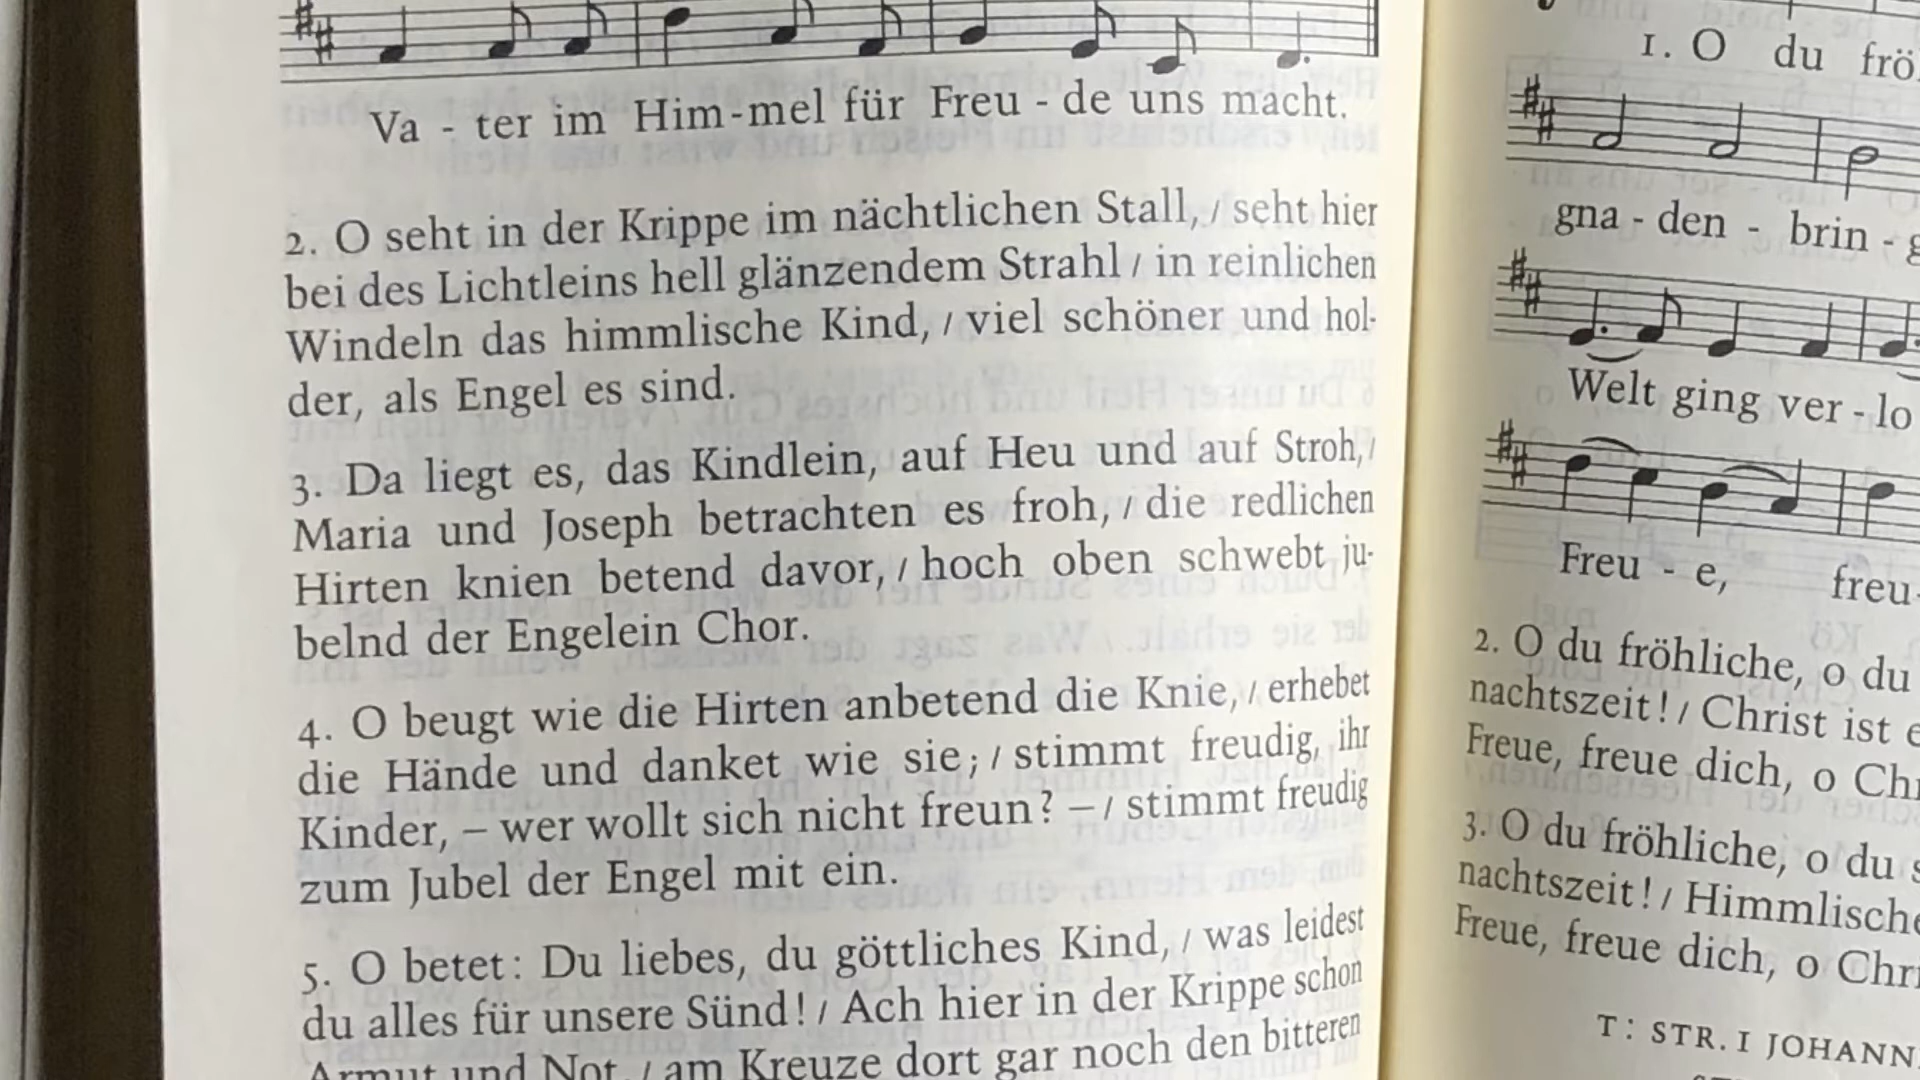 Va - ter im Him-mel für Freu - de uns macht.
2. O seht in der Krippe im nächtlichen Stall, / seht hier
bei des Lichtleins hell glänzendem Strahl / in reinlichen
Windeln das himmlische Kind, / viel schöner und hol-
der, als Engel es sind.
3. Da liegt es, das Kindlein, auf Heu und auf Stroh, /
Maria und Joseph betrachten es froh, / die redlichen
Hirten knien betend davor, / hoch oben schwebt ju-
belnd der Engelein Chor.
4. O beugt wie die Hirten anbetend die Knie, / erhebet
die Hände und danket wie sie; / stimmt freudig, ihr
Kinder, – wer wollt sich nicht freun? – / stimmt freudig
zum Jubel der Engel mit ein.
5. O betet: Du liebes, du göttliches Kind, / was leidest
du alles für unsere Sünd! / Ach hier in der Krippe schon
Armut und Not, / am Kreuze dort gar noch den bitteren
1. O du frö
gna - den - brin -
Welt ging ver - lo
Freu - e, freu-
2. O du fröhliche, o du
nachtszeit! / Christ ist
Freue, freue dich, o Chr
3. O du fröhliche, o du s
nachtszeit! / Himmlische
Freue, freue dich, o Chri
T: STR. I JOHANN